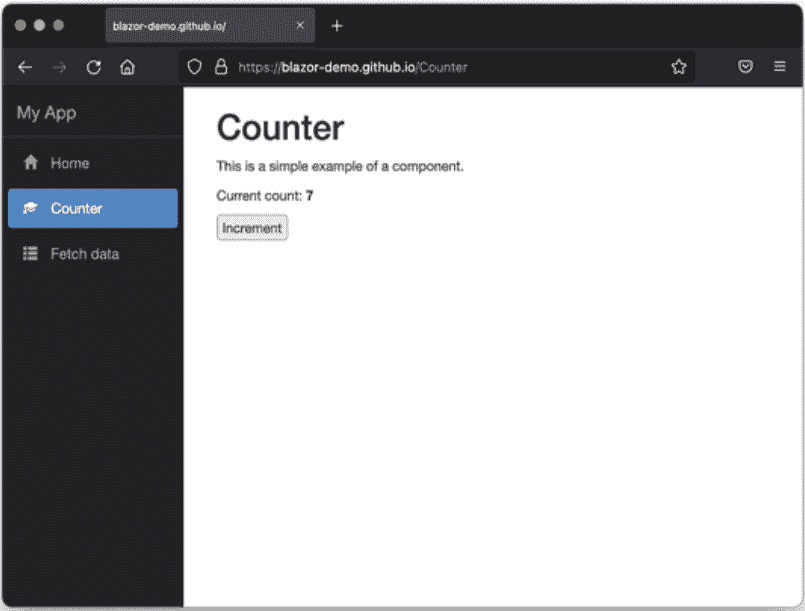 blazor-demo.github.io/
https://blazor-demo.github.io/Counter
My App
Home
Counter
Fetch data
Counter
This is a simple example of a component.
Current count: 7
Increment